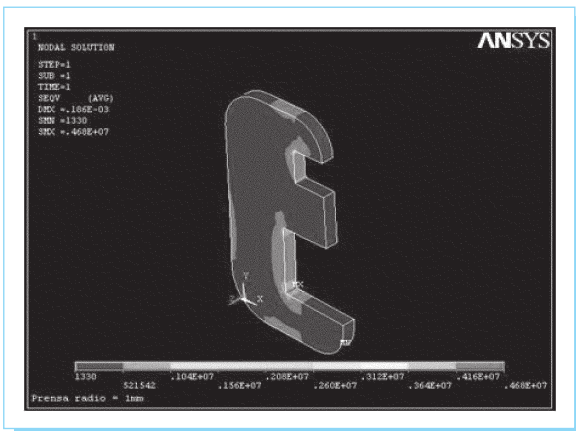 1
NODAL SOLUTION
ANSYS
STEP=1
SUB =1
TIME=1
SEQV (AVG)
DMX =.186E-03
SMN =1330
SMX =.468E+07
Y
Z X
MX
MN
1330 .104E+07 .208E+07 .312E+07 .416E+07
521542 .156E+07 .260E+07 .364E+07 .468E+07
Prensa radio = 1mm